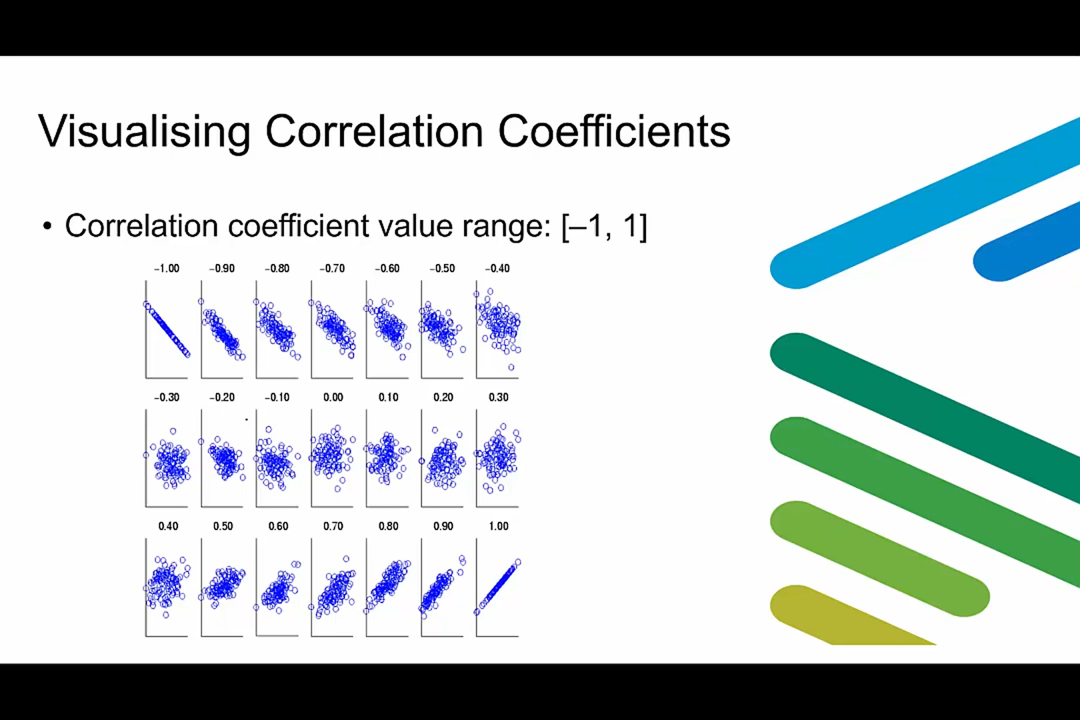 Visualising Correlation Coefficients
• Correlation coefficient value range: [–1, 1]
−1.00 −0.90 −0.80 −0.70 −0.60 −0.50 −0.40
−0.30 −0.20 −0.10 0.00 0.10 0.20 0.30
0.40 0.50 0.60 0.70 0.80 0.90 1.00